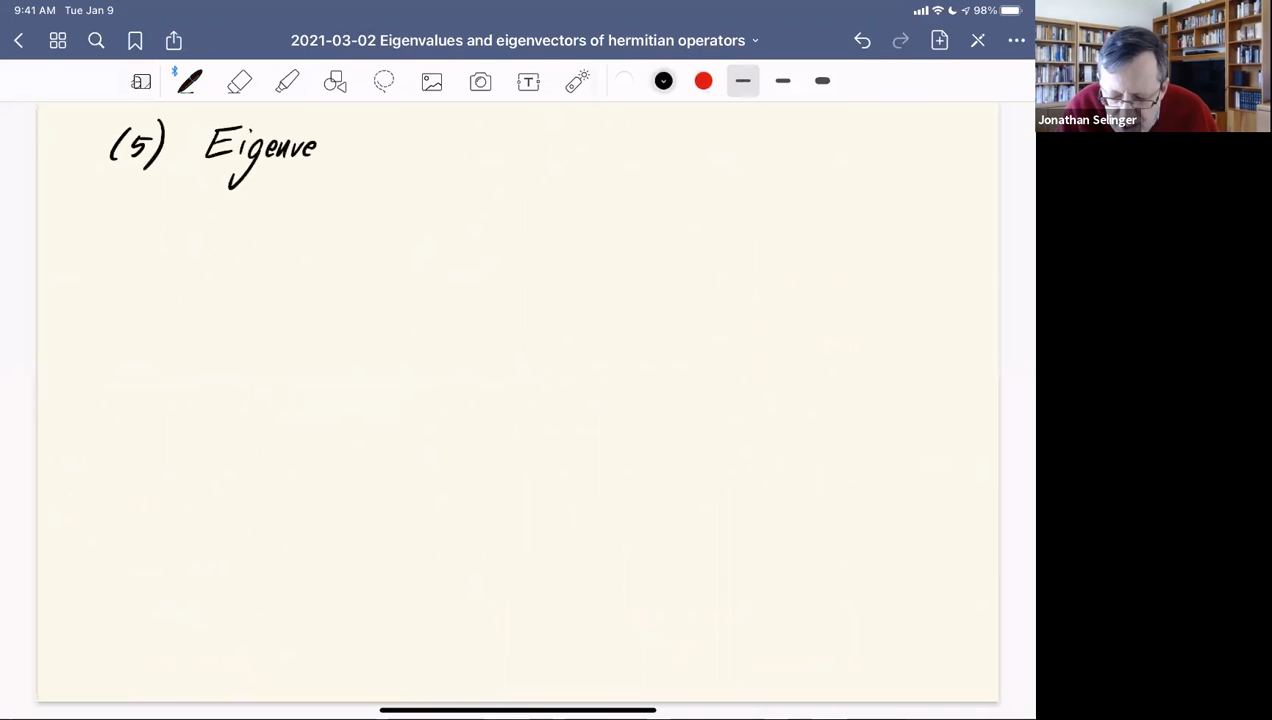 9:41 AM Tue Jan 9
98%
2021-03-02 Eigenvalues and eigenvectors of hermitian operators
T
Jonathan Selinger
(5) Eigenve